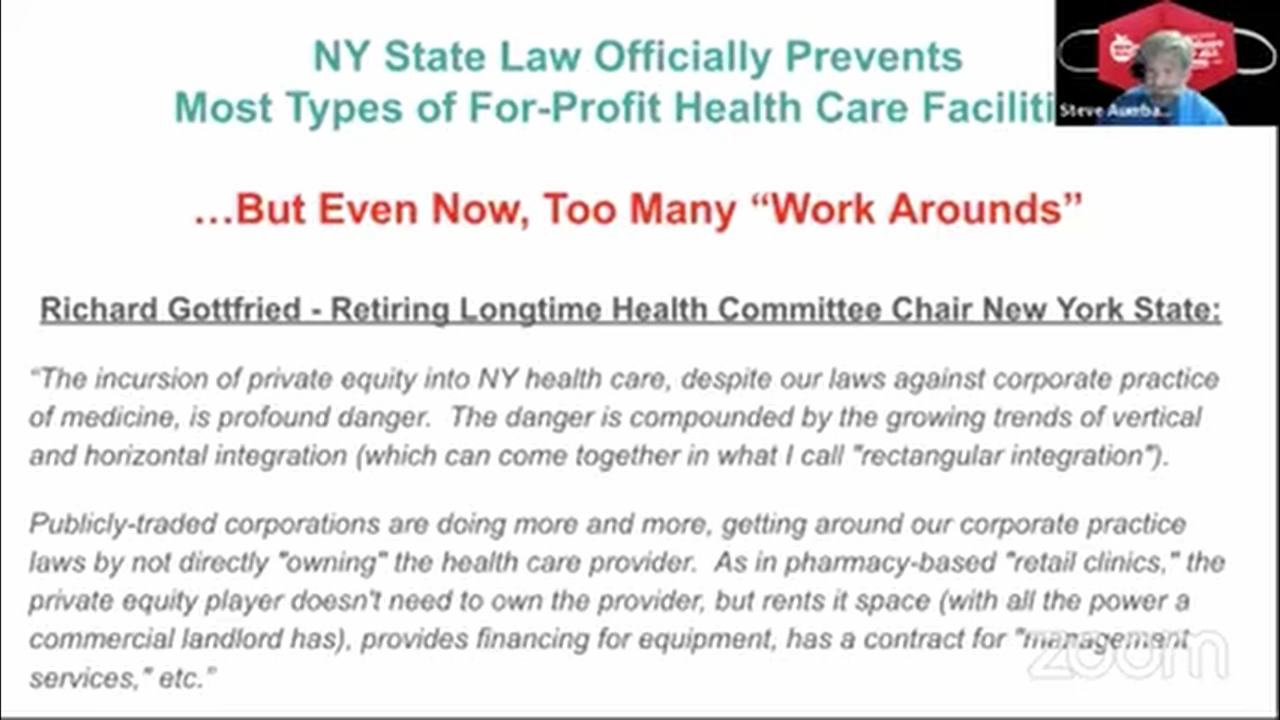 NY State Law Officially Prevents
Most Types of For-Profit Health Care Faciliti
Steve Auerba...
…But Even Now, Too Many “Work Arounds”
Richard Gottfried - Retiring Longtime Health Committee Chair New York State:
“The incursion of private equity into NY health care, despite our laws against corporate practice
of medicine, is profound danger.  The danger is compounded by the growing trends of vertical
and horizontal integration (which can come together in what I call "rectangular integration").
Publicly-traded corporations are doing more and more, getting around our corporate practice
laws by not directly "owning" the health care provider.  As in pharmacy-based "retail clinics," the
private equity player doesn't need to own the provider, but rents it space (with all the power a
commercial landlord has), provides financing for equipment, has a contract for "management
services," etc.”
zoom